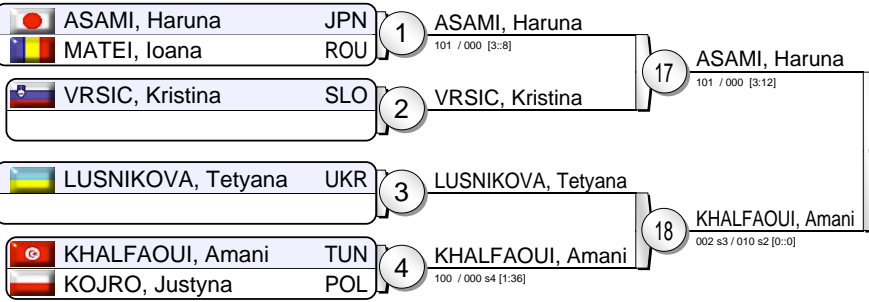 ASAMI, Haruna JPN
MATEI, Ioana ROU
1
ASAMI, Haruna
101 / 000 [3::8]
VRSIC, Kristina SLO
2
VRSIC, Kristina
17
ASAMI, Haruna
101 / 000 [3:12]
LUSNIKOVA, Tetyana UKR
3
LUSNIKOVA, Tetyana
KHALFAOUI, Amani TUN
KOJRO, Justyna POL
4
KHALFAOUI, Amani
100 / 000 s4 [1:36]
18
KHALFAOUI, Amani
002 s3 / 010 s2 [0::0]